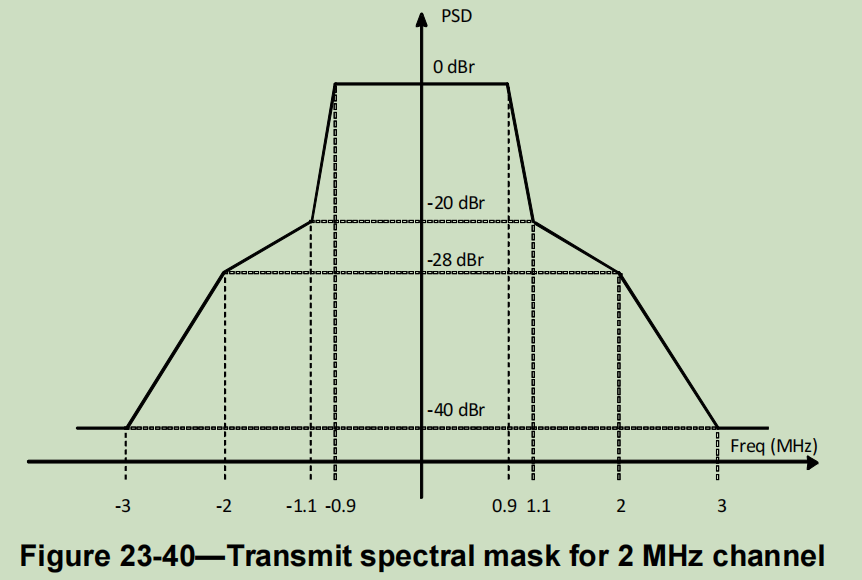 PSD
0 dBr
-20 dBr
-28 dBr
-40 dBr
Freq (MHz)
-3 -2 -1.1 -0.9 0.9 1.1 2 3
Figure 23-40—Transmit spectral mask for 2 MHz channel